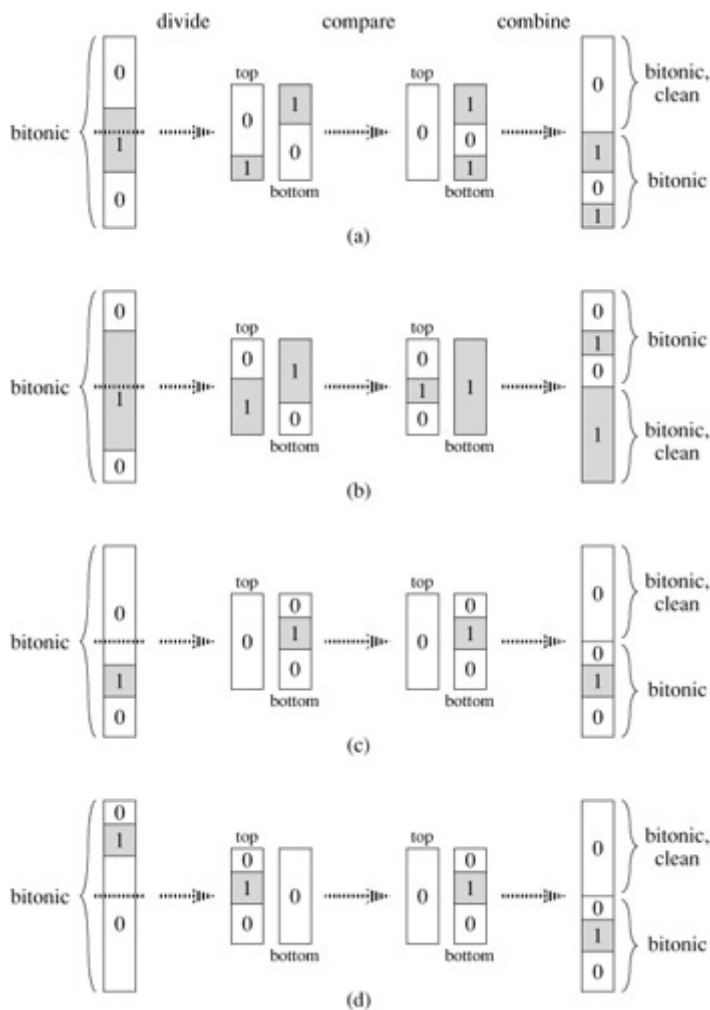 divide compare combine
top
0 0 1 0 1 0 bitonic, clean
bitonic 1 0 0 1
0 1 1 0 bitonic
bottom bottom 1
(a)
0 top top 0
0 1 0 1 bitonic
bitonic 1 1 1 1 0
0 0 0 1 bitonic, clean
bottom bottom
(b)
top top
0 0 0 0 bitonic, clean
bitonic 0 1 0 1 0
1 0 0 1 bitonic
0 bottom bottom 0
(c)
0
1 top top
0 0 0 bitonic, clean
bitonic 1 0 0 1 0
0 0 0 1 bitonic
bottom bottom 0
(d)